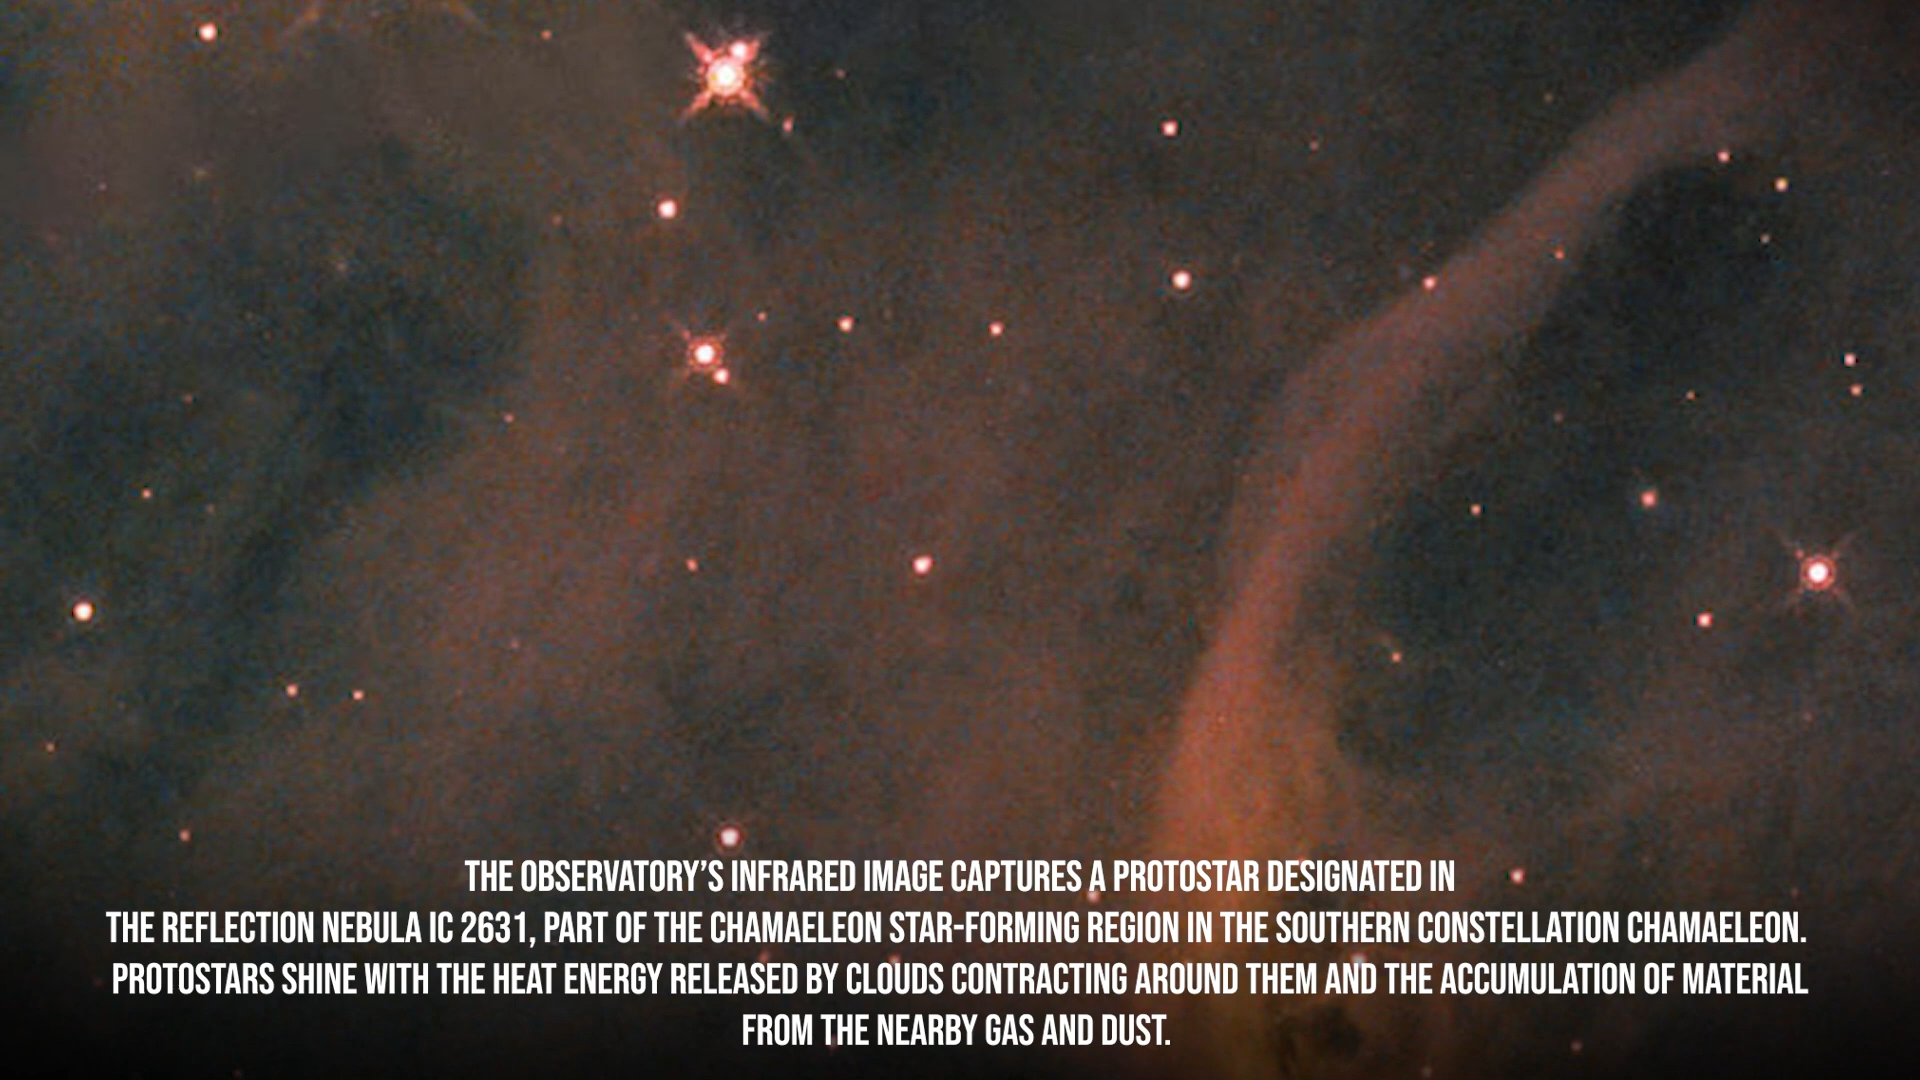 THE OBSERVATORY’S INFRARED IMAGE CAPTURES A PROTOSTAR DESIGNATED IN
THE REFLECTION NEBULA IC 2631, PART OF THE CHAMAELEON STAR-FORMING REGION IN THE SOUTHERN CONSTELLATION CHAMAELEON.
PROTOSTARS SHINE WITH THE HEAT ENERGY RELEASED BY CLOUDS CONTRACTING AROUND THEM AND THE ACCUMULATION OF MATERIAL
FROM THE NEARBY GAS AND DUST.